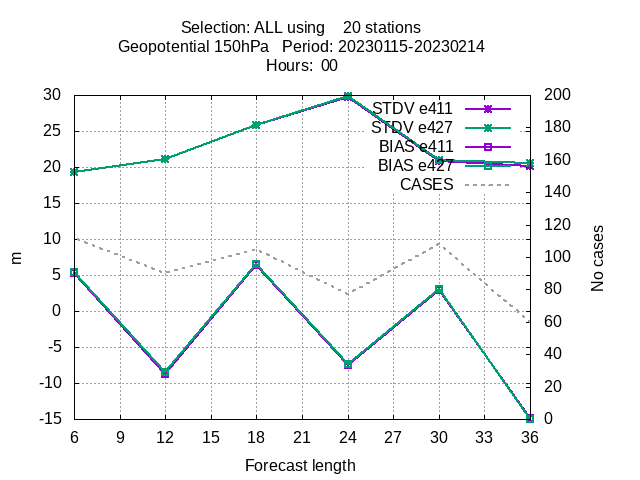 Selection: ALL using    20 stations
Geopotential 150hPa   Period: 20230115-20230214
Hours:  00
30
25
20
15
10
5
0
-5
-10
-15
m
200
180
160
140
120
100
80
60
40
20
0
No cases
STDV e411
STDV e427
BIAS e411
BIAS e427
CASES
6 9 12 15 18 21 24 27 30 33 36
Forecast length